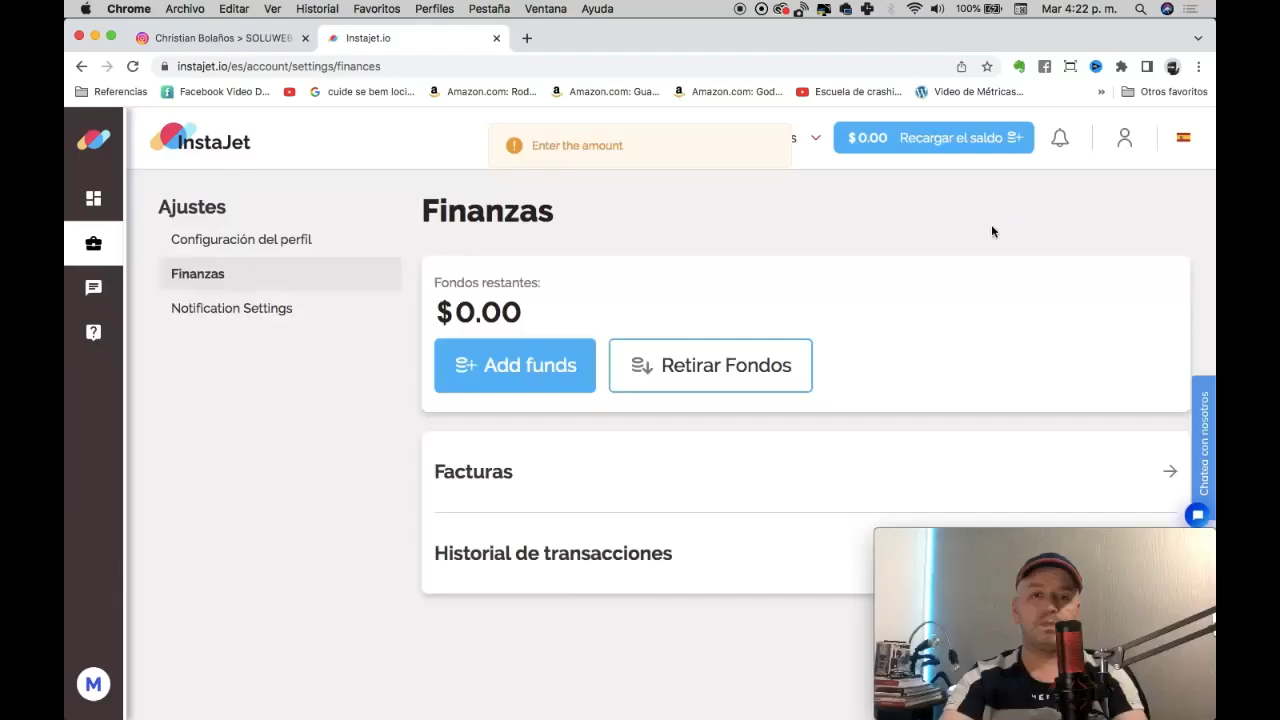 Chrome Archivo Editar Ver Historial Favoritos Perfiles Pestaña Ventana Ayuda 100% Mar 4:22 p. m.
Christian Bolaños > SOLUWEB Instajet.io
instajet.io/es/account/settings/finances
Referencias Facebook Video D... cuide se bem loci... Amazon.com: Rod... Amazon.com: Gua... Amazon.com: God... Escuela de crashi... Video de Métricas... » Otros favoritos
InstaJet Enter the amount s $0.00 Recargar el saldo
Ajustes
Configuración del perfil
Finanzas
Notification Settings
Finanzas
Fondos restantes:
$0.00
Add funds Retirar Fondos
Facturas
Historial de transacciones
Chatea con nosotros
M